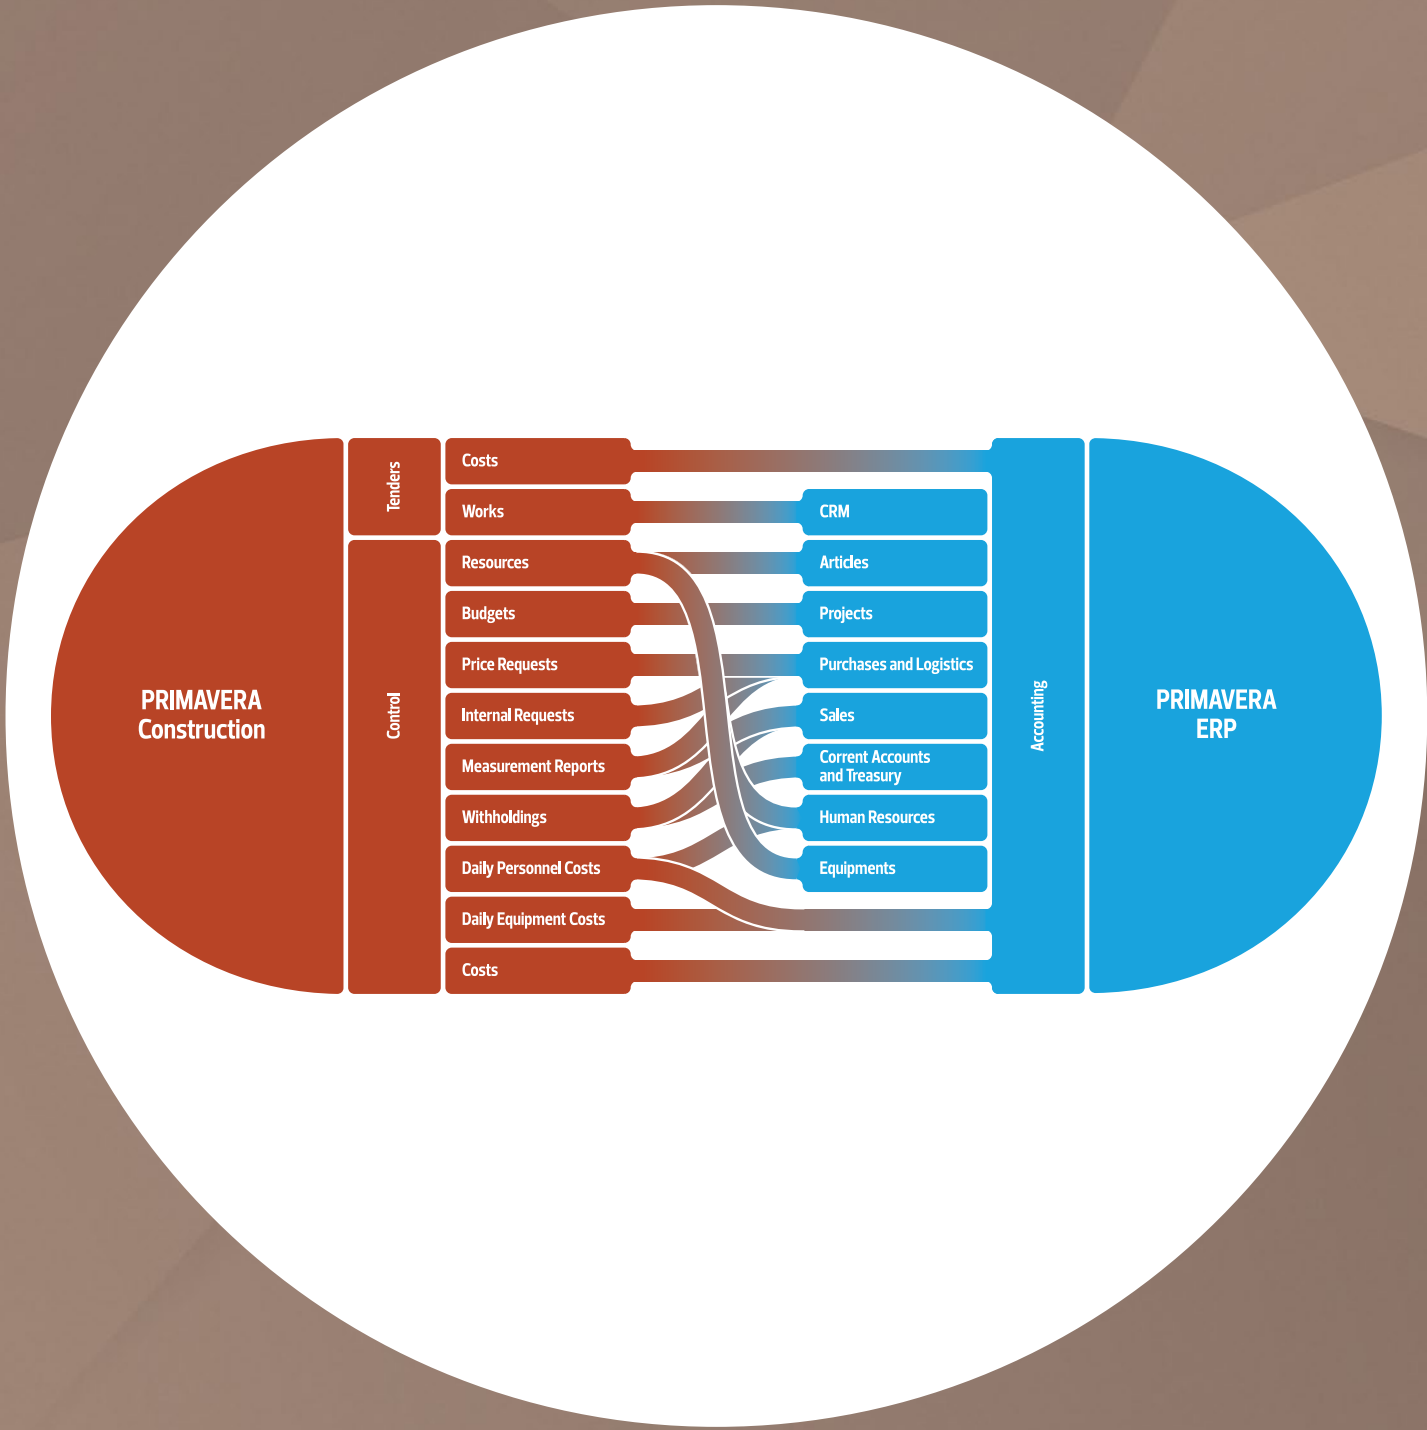 PRIMAVERA
Construction
Tenders
Control
Costs
Works
Resources
Budgets
Price Requests
Internal Requests
Measurement Reports
Withholdings
Daily Personnel Costs
Daily Equipment Costs
Costs
CRM
Articles
Projects
Purchases and Logistics
Sales
Corrent Accounts
and Treasury
Human Resources
Equipments
Accounting
PRIMAVERA
ERP